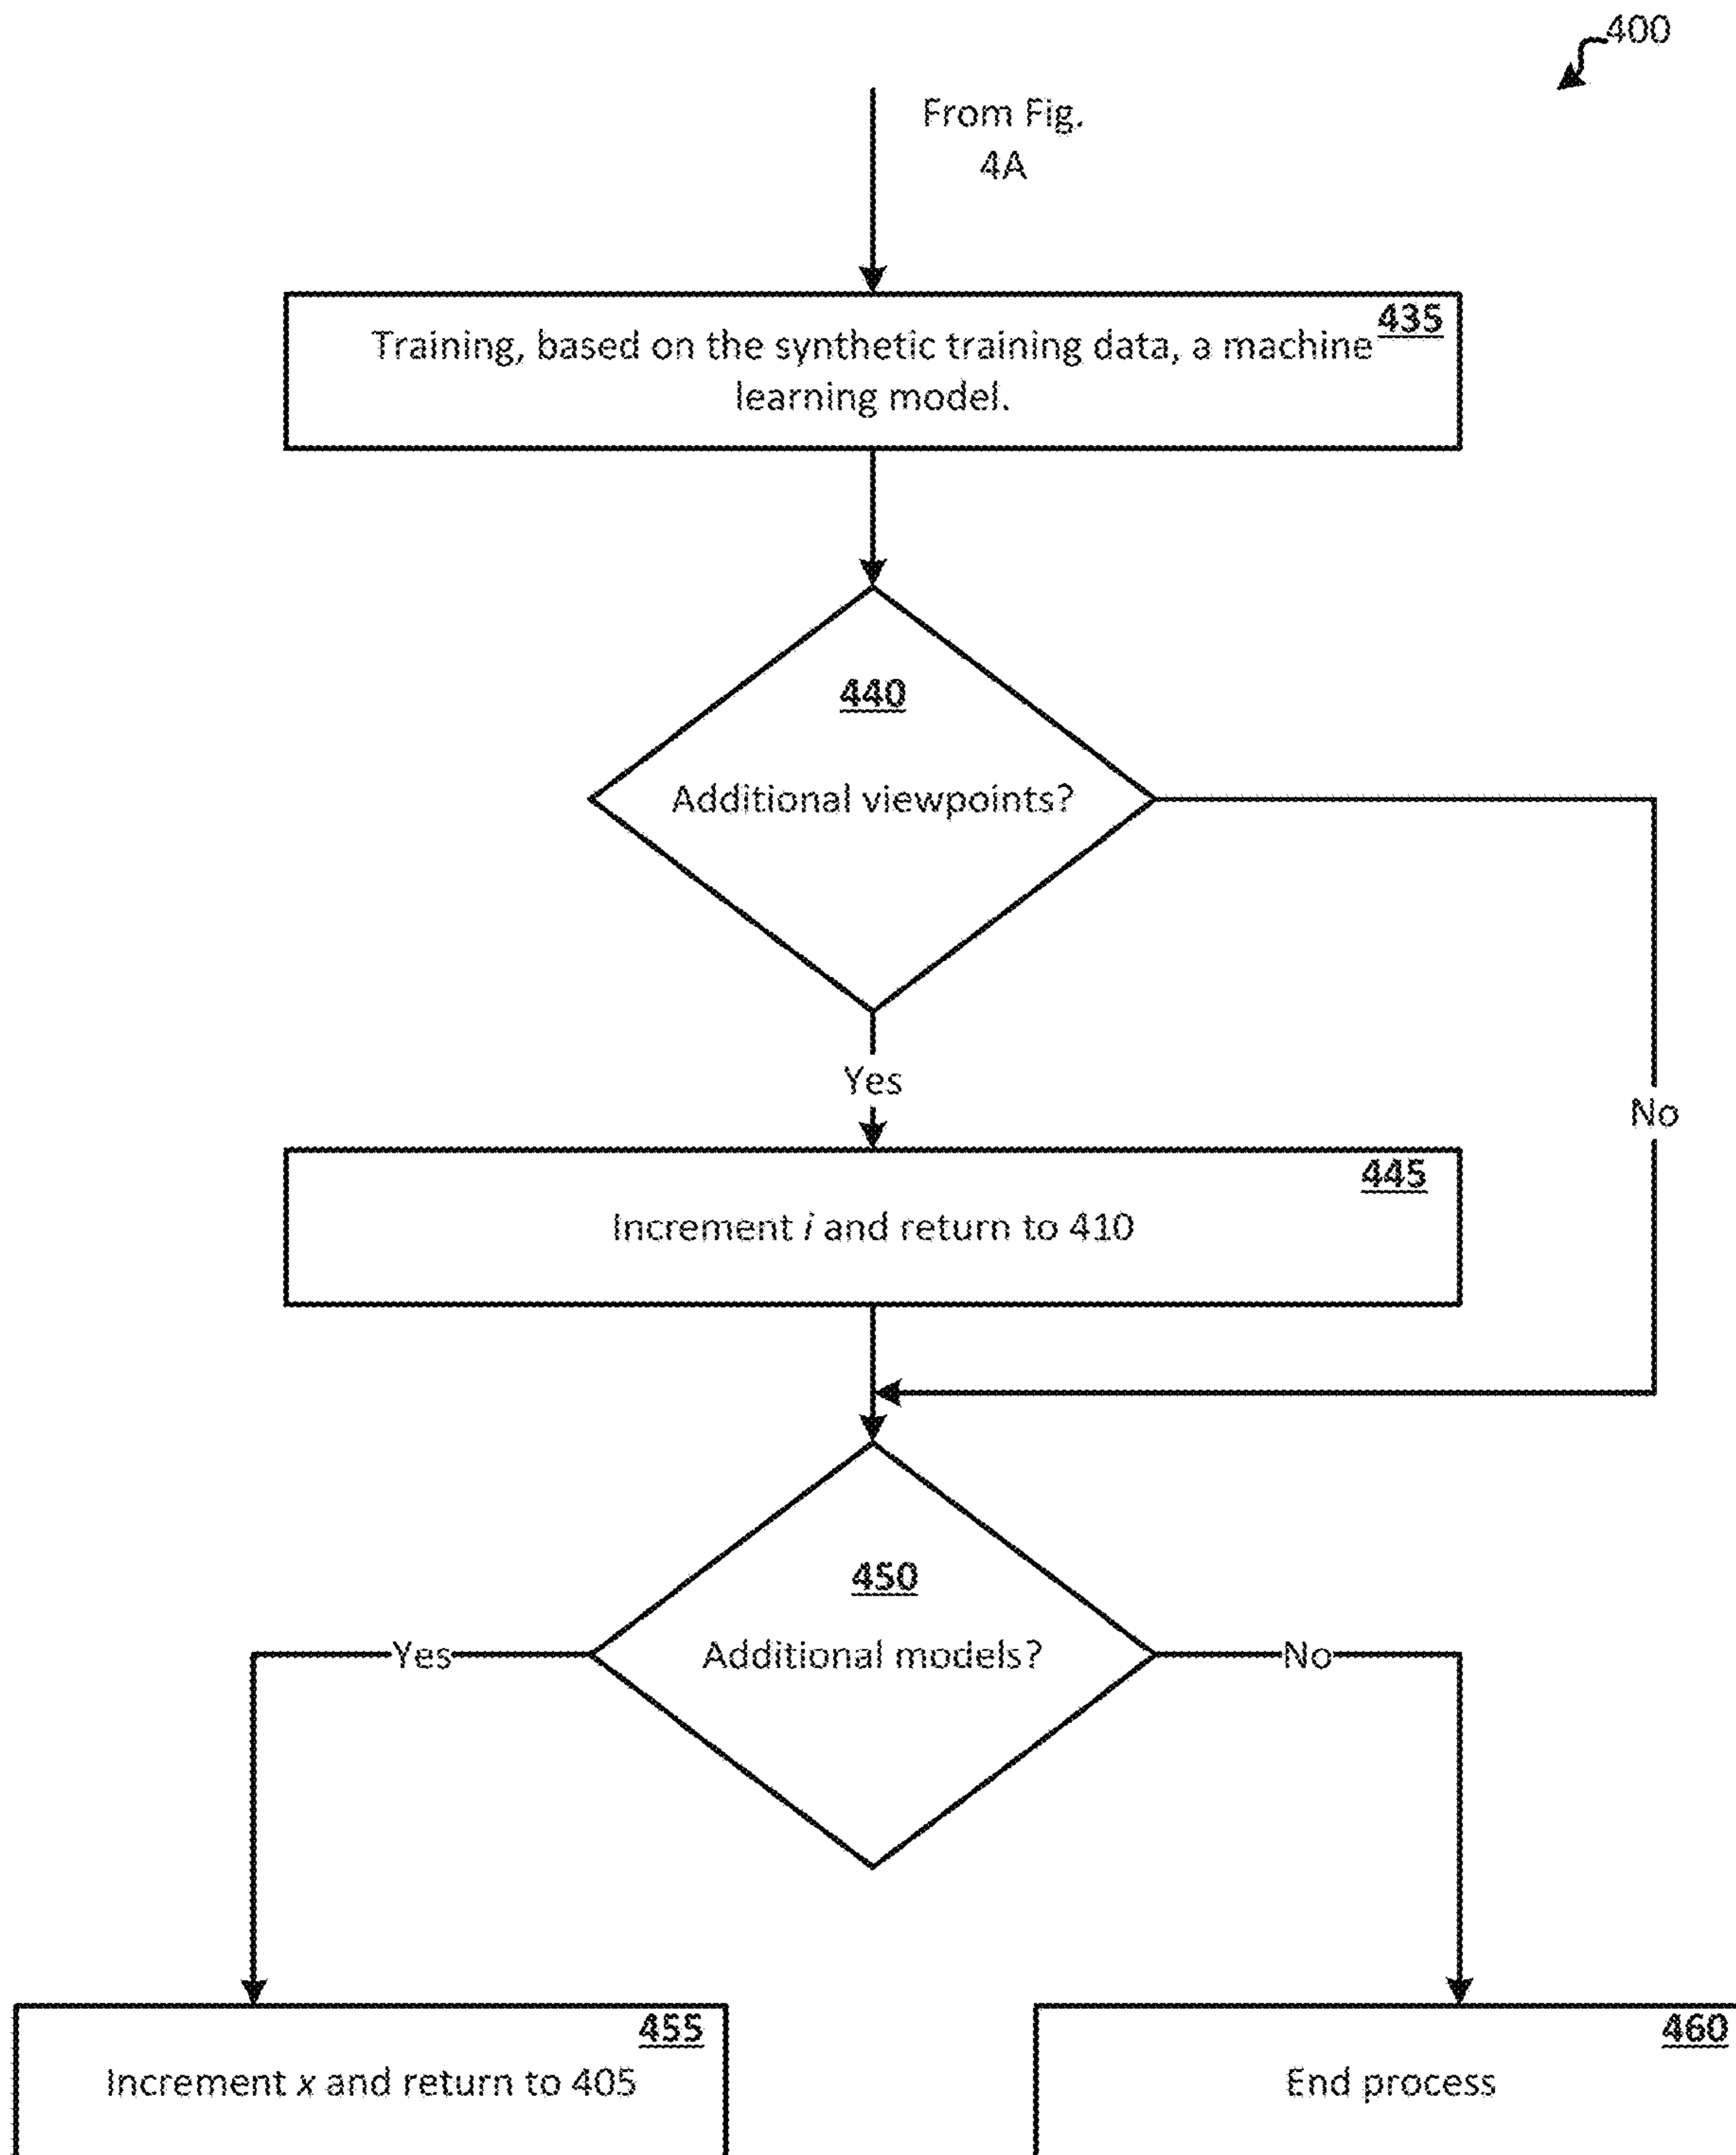 400
From Fig.
4A
435
Training, based on the synthetic training data, a machine
learning model.
440
Additional viewpoints?
Yes
No
445
Increment i and return to 410
450
Additional models?
Yes
No
455
Increment x and return to 405
460
End process